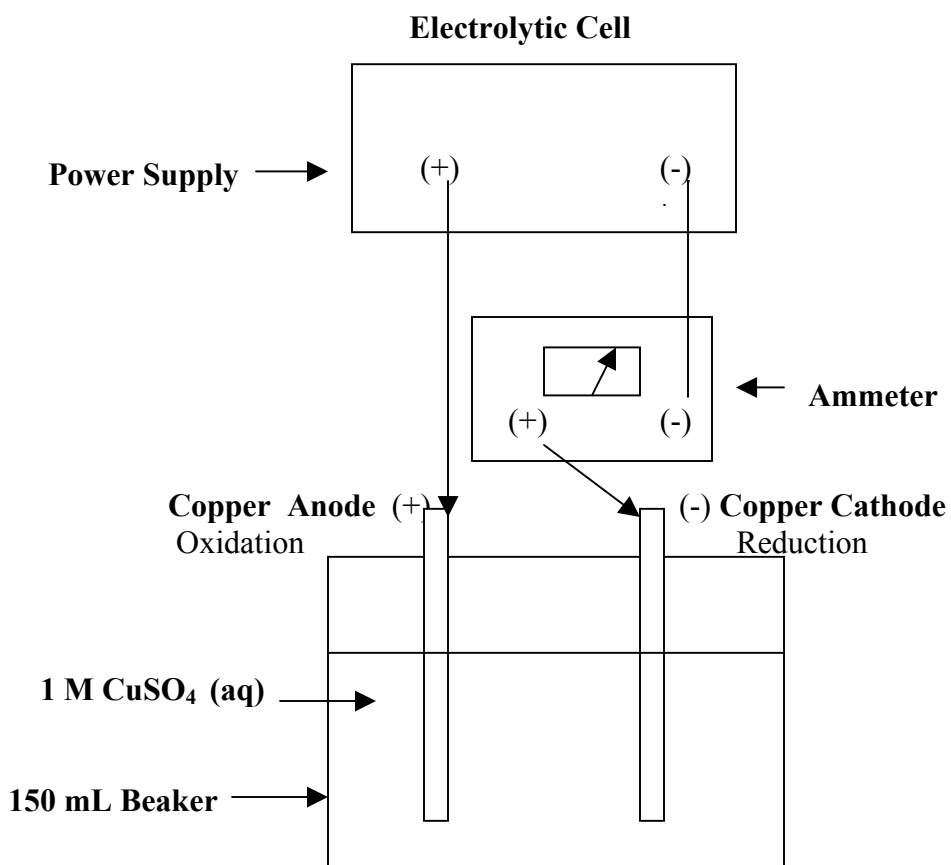 Electrolytic Cell
Power Supply
(+)
(-)
Ammeter
(+)
(-)
Copper Anode (+)
Oxidation
(-) Copper Cathode
Reduction
1 M CuSO₄ (aq)
150 mL Beaker